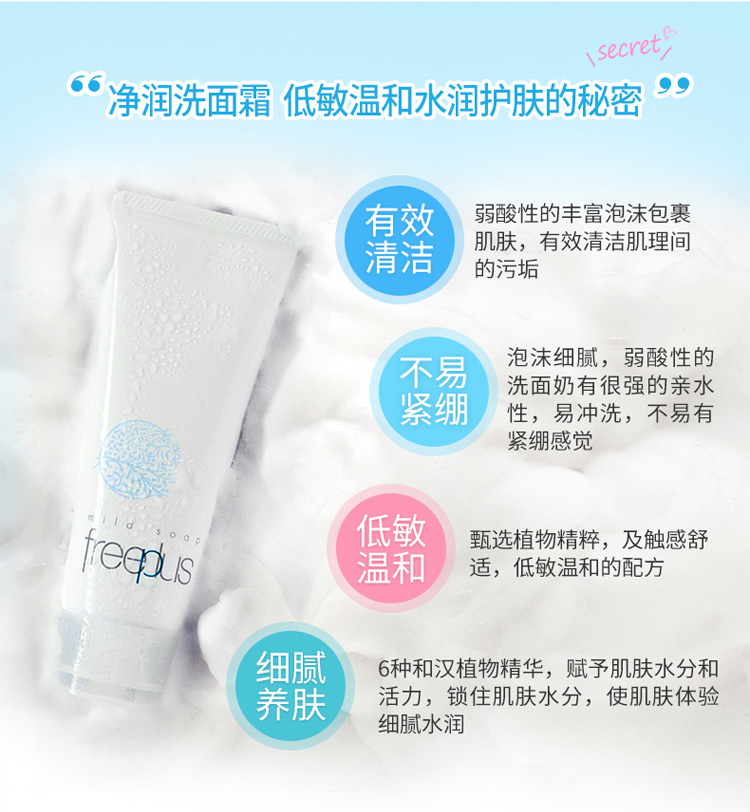 secret
“净润洗面霜 低敏温和水润护肤的秘密”
有效
清洁
弱酸性的丰富泡沫包裹
肌肤，有效清洁肌理间
的污垢
不易
紧绷
泡沫细腻，弱酸性的
洗面奶有很强的亲水
性，易冲洗，不易有
紧绷感觉
mild soap
freeplus
低敏
温和
甄选植物精粹，及触感舒
适，低敏温和的配方
细腻
养肤
6种和汉植物精华，赋予肌肤水分和
活力，锁住肌肤水分，使肌肤体验
细腻水润